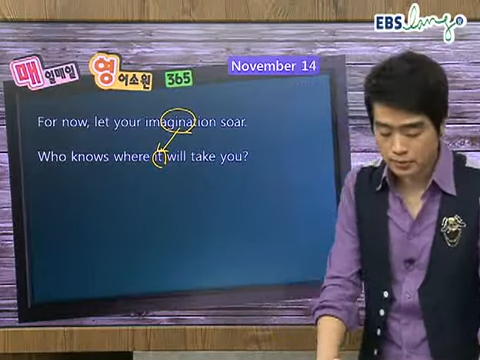 EBS lang e
매일매일
영어소원
365
November 14
For now, let your imagination soar.
Who knows where it will take you?